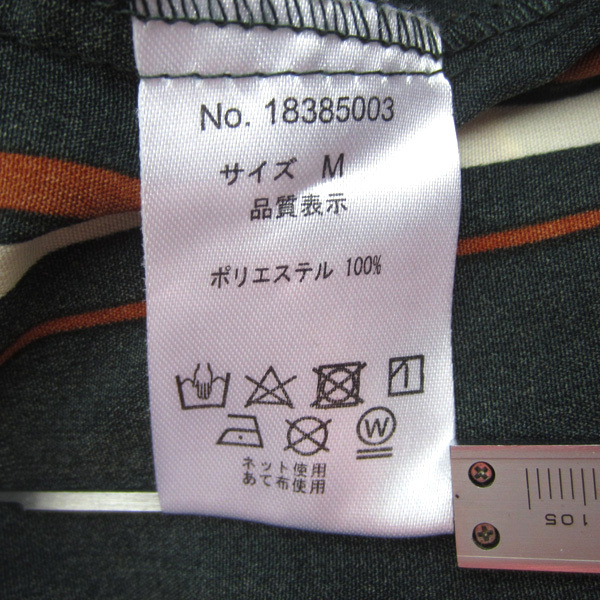 No. 18385003
サイズ M
品質表示
ポリエステル 100%
W
ネット使用
あて布使用
105